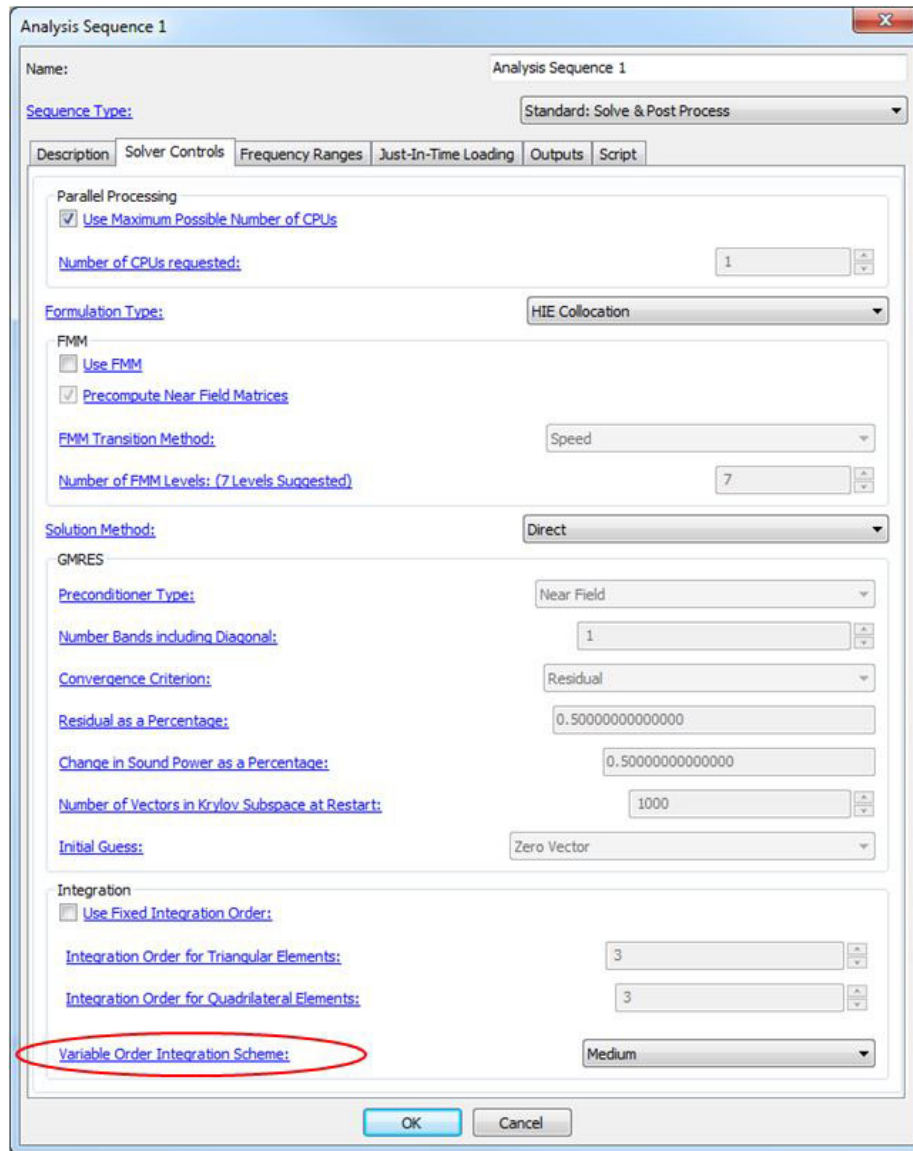 Analysis Sequence 1
Name: Analysis Sequence 1
Sequence Type: Standard: Solve & Post Process
Description Solver Controls Frequency Ranges Just-In-Time Loading Outputs Script
Parallel Processing
Use Maximum Possible Number of CPUs
Number of CPUs requested: 1
Formulation Type: HIE Collocation
FMM
Use FMM
Precompute Near Field Matrices
FMM Transition Method: Speed
Number of FMM Levels: (7 Levels Suggested) 7
Solution Method: Direct
GMRES
Preconditioner Type: Near Field
Number Bands including Diagonal: 1
Convergence Criterion: Residual
Residual as a Percentage: 0.50000000000000
Change in Sound Power as a Percentage: 0.50000000000000
Number of Vectors in Krylov Subspace at Restart: 1000
Initial Guess: Zero Vector
Integration
Use Fixed Integration Order:
Integration Order for Triangular Elements: 3
Integration Order for Quadrilateral Elements: 3
Variable Order Integration Scheme: Medium
OK Cancel